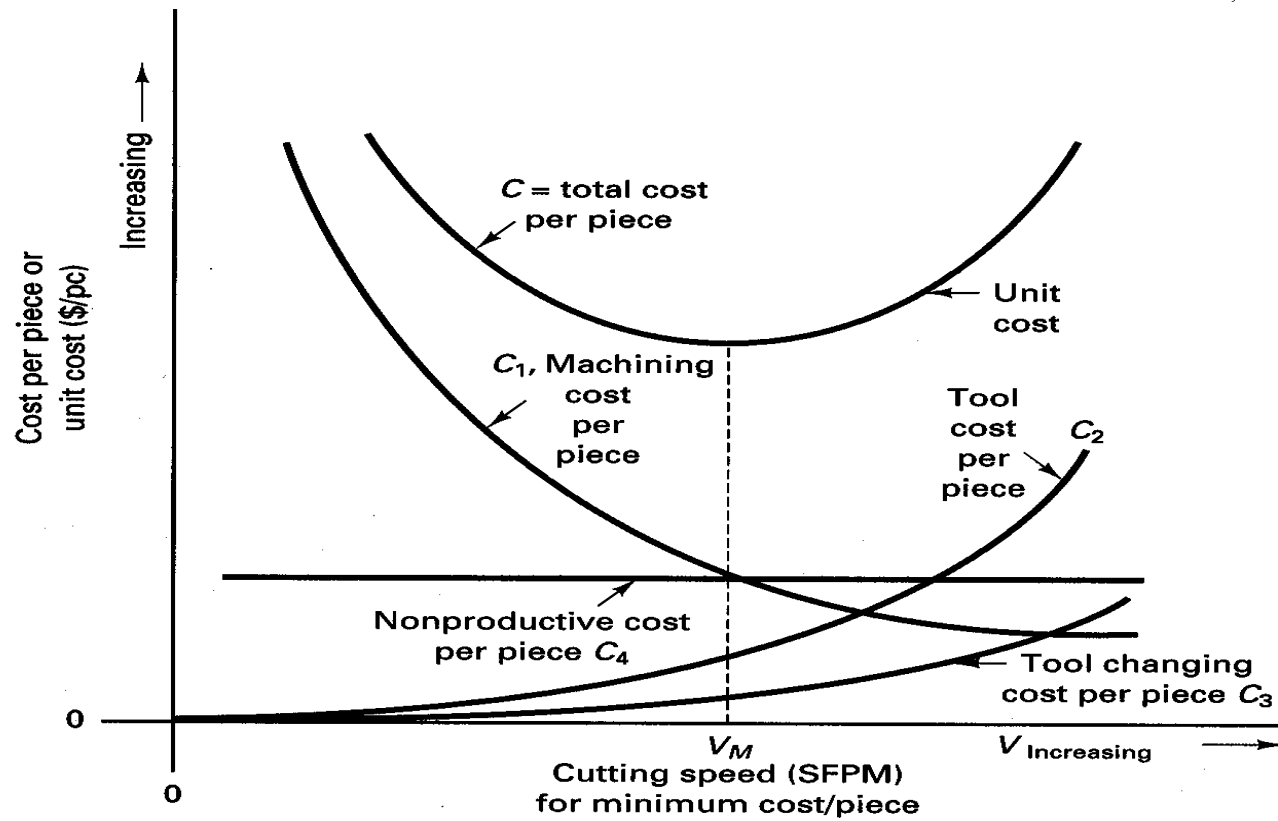 Increasing
Cost per piece or
unit cost ($/pc)
C = total cost
per piece
Unit
cost
C1, Machining
cost
per
piece
Tool
cost
per
piece
C2
Nonproductive cost
per piece C4
Tool changing
cost per piece C3
0
VM
V Increasing
Cutting speed (SFPM)
for minimum cost/piece
0